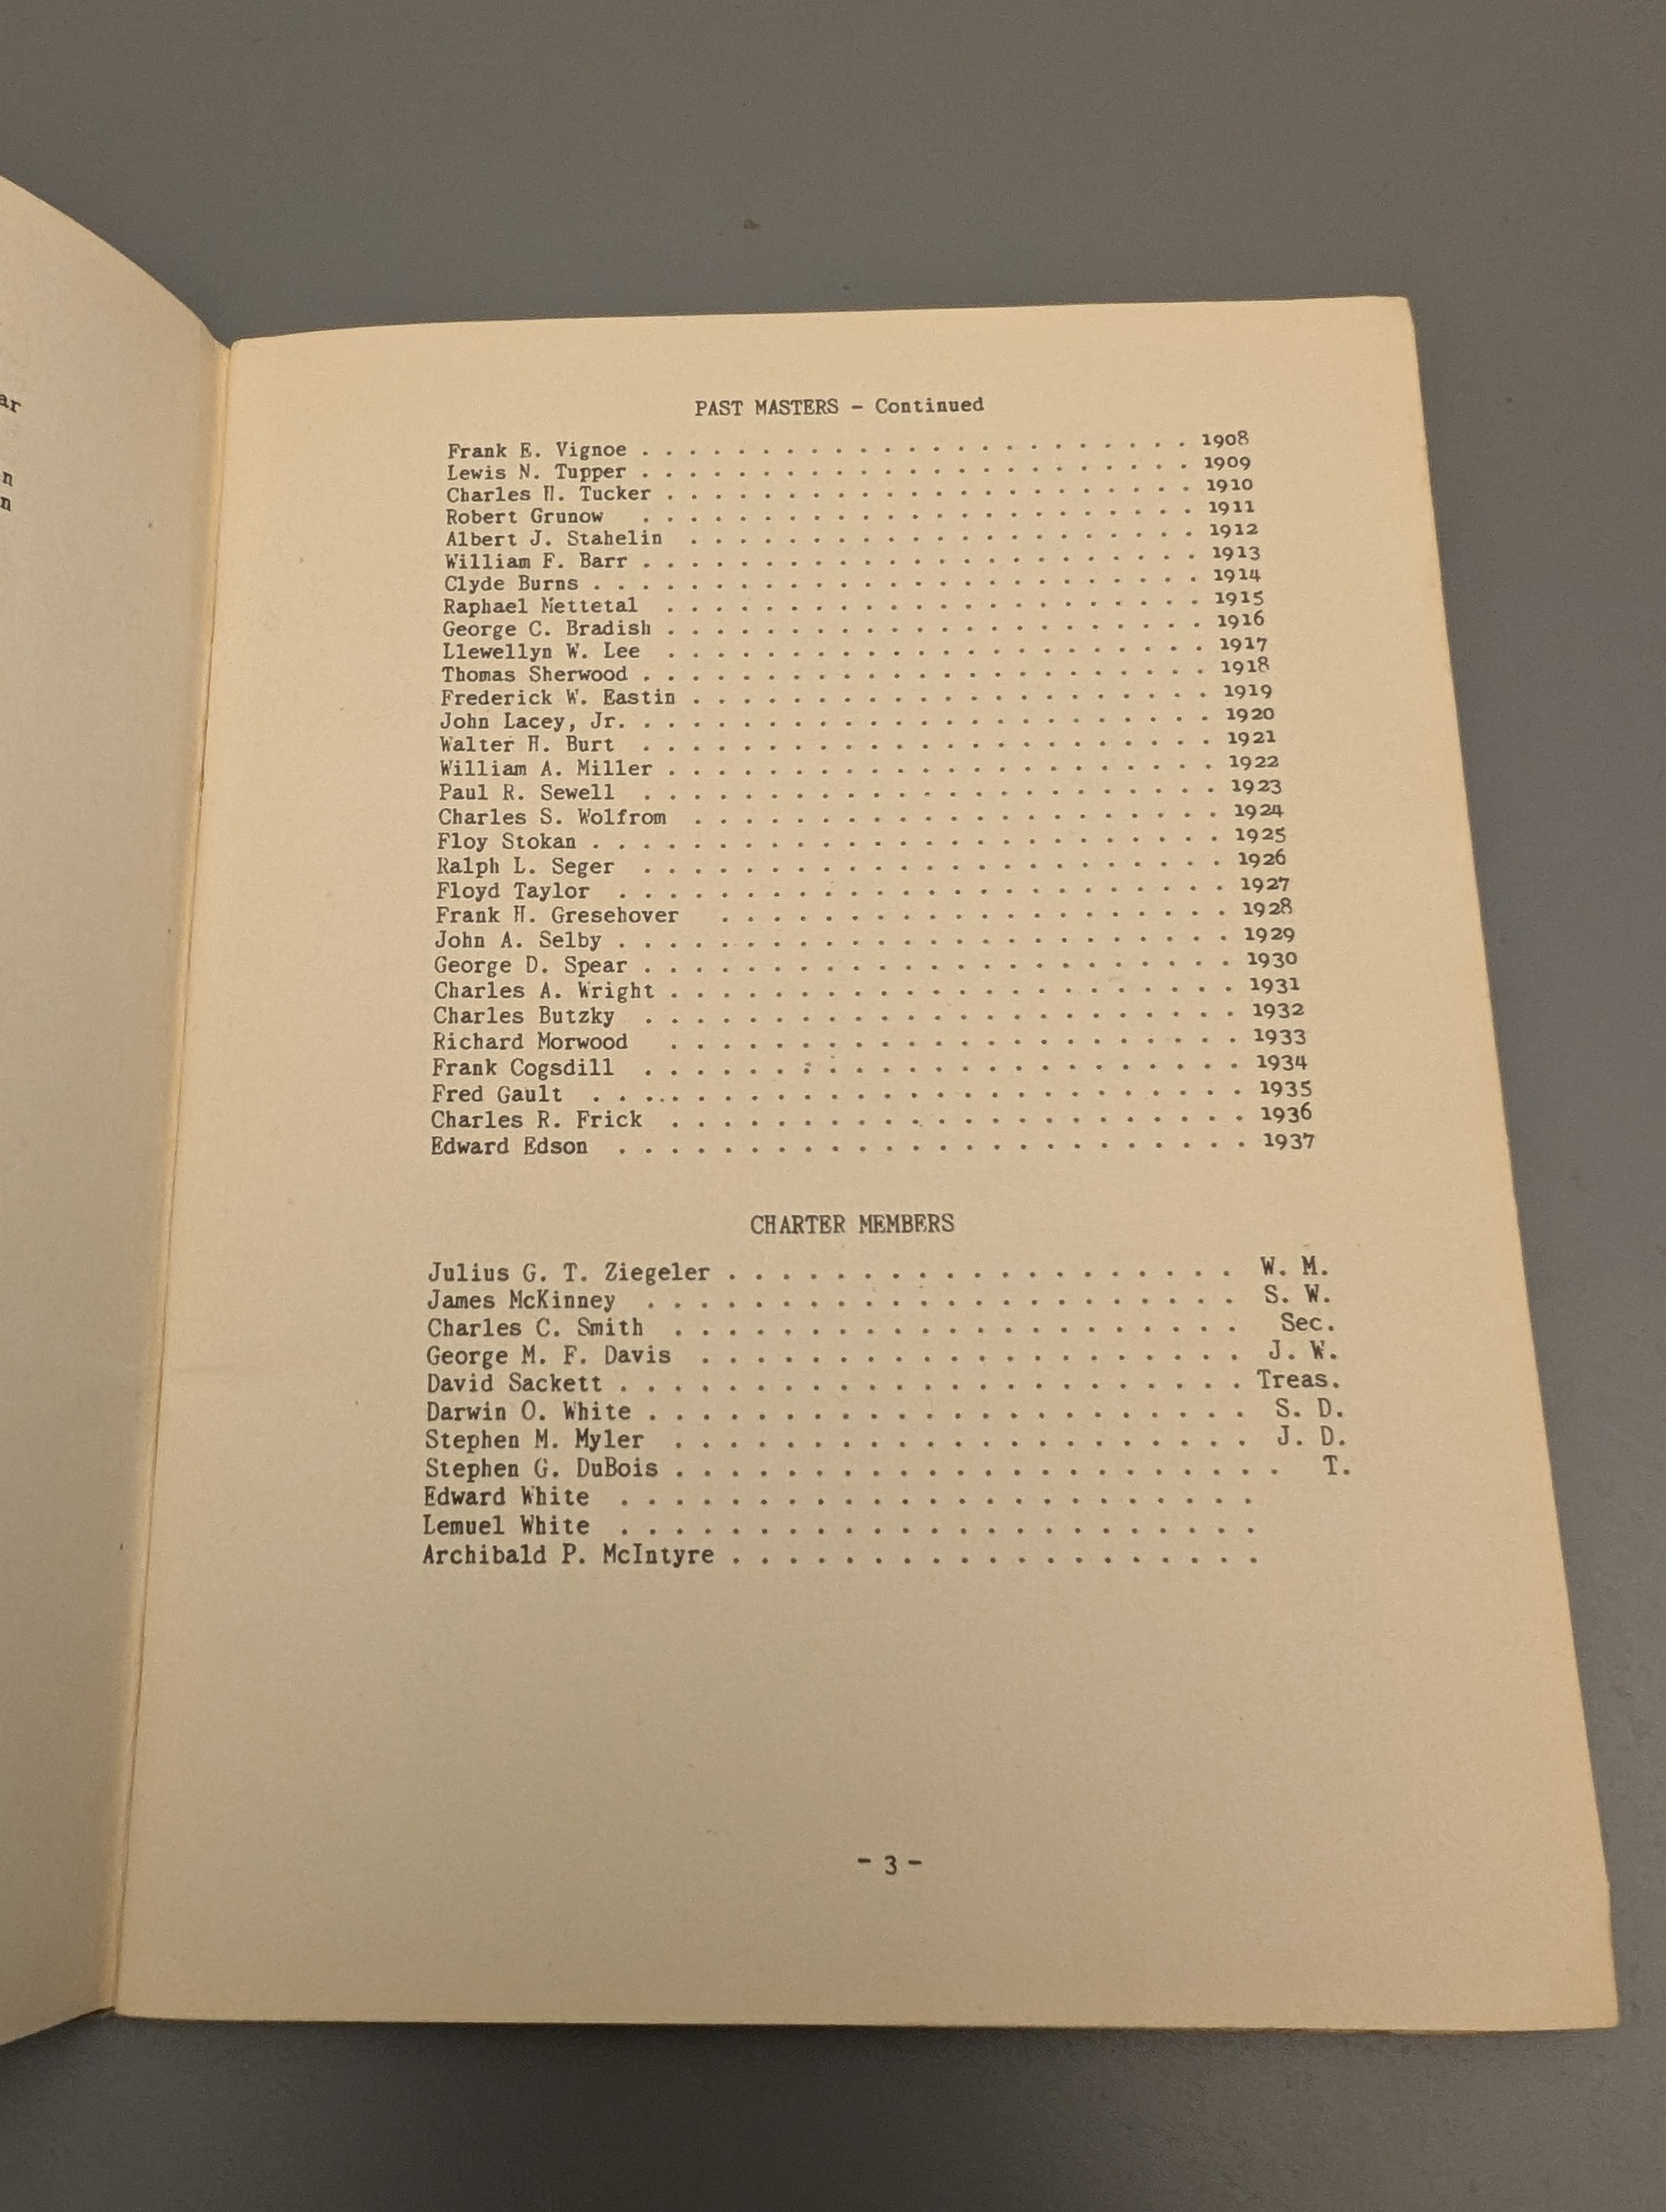 ar
n
n
PAST MASTERS - Continued
Frank E. Vignoe . . . . . . . . . . . . . . . . . . . . . 1908
Lewis N. Tupper . . . . . . . . . . . . . . . . . . . . . 1909
Charles H. Tucker . . . . . . . . . . . . . . . . . . . . 1910
Robert Grunow . . . . . . . . . . . . . . . . . . . . . 1911
Albert J. Stahelin . . . . . . . . . . . . . . . . . . . 1912
William F. Barr . . . . . . . . . . . . . . . . . . . . . 1913
Clyde Burns . . . . . . . . . . . . . . . . . . . . . . . 1914
Raphael Mettetal . . . . . . . . . . . . . . . . . . . . 1915
George C. Bradish . . . . . . . . . . . . . . . . . . . . 1916
Llewellyn W. Lee . . . . . . . . . . . . . . . . . . . . 1917
Thomas Sherwood . . . . . . . . . . . . . . . . . . . . . 1918
Frederick W. Eastin . . . . . . . . . . . . . . . . . . . 1919
John Lacey, Jr. . . . . . . . . . . . . . . . . . . . . . 1920
Walter H. Burt . . . . . . . . . . . . . . . . . . . . . 1921
William A. Miller . . . . . . . . . . . . . . . . . . . . 1922
Paul R. Sewell . . . . . . . . . . . . . . . . . . . . . 1923
Charles S. Wolfrom . . . . . . . . . . . . . . . . . . . 1924
Floy Stokan . . . . . . . . . . . . . . . . . . . . . . . 1925
Ralph L. Seger . . . . . . . . . . . . . . . . . . . . . 1926
Floyd Taylor . . . . . . . . . . . . . . . . . . . . . . 1927
Frank H. Gresehover . . . . . . . . . . . . . . . . . . 1928
John A. Selby . . . . . . . . . . . . . . . . . . . . . . 1929
George D. Spear . . . . . . . . . . . . . . . . . . . . . 1930
Charles A. Wright . . . . . . . . . . . . . . . . . . . . 1931
Charles Butzky . . . . . . . . . . . . . . . . . . . . . 1932
Richard Morwood . . . . . . . . . . . . . . . . . . . . 1933
Frank Cogsdill . . . . . . . . . . . . . . . . . . . . . 1934
Fred Gault . . . . . . . . . . . . . . . . . . . . . . . 1935
Charles R. Frick . . . . . . . . . . . . . . . . . . . . 1936
Edward Edson . . . . . . . . . . . . . . . . . . . . . . 1937
CHARTER MEMBERS
Julius G. T. Ziegeler . . . . . . . . . . . . . . . . . . W. M.
James McKinney . . . . . . . . . . . . . . . . . . . . . S. W.
Charles C. Smith . . . . . . . . . . . . . . . . . . . . Sec.
George M. F. Davis . . . . . . . . . . . . . . . . . . . J. W.
David Sackett . . . . . . . . . . . . . . . . . . . . . . Treas.
Darwin O. White . . . . . . . . . . . . . . . . . . . . . S. D.
Stephen M. Myler . . . . . . . . . . . . . . . . . . . . J. D.
Stephen G. DuBois . . . . . . . . . . . . . . . . . . . . . T.
Edward White . . . . . . . . . . . . . . . . . . . . . .
Lemuel White . . . . . . . . . . . . . . . . . . . . . .
Archibald P. McIntyre . . . . . . . . . . . . . . . . . .
- 3 -